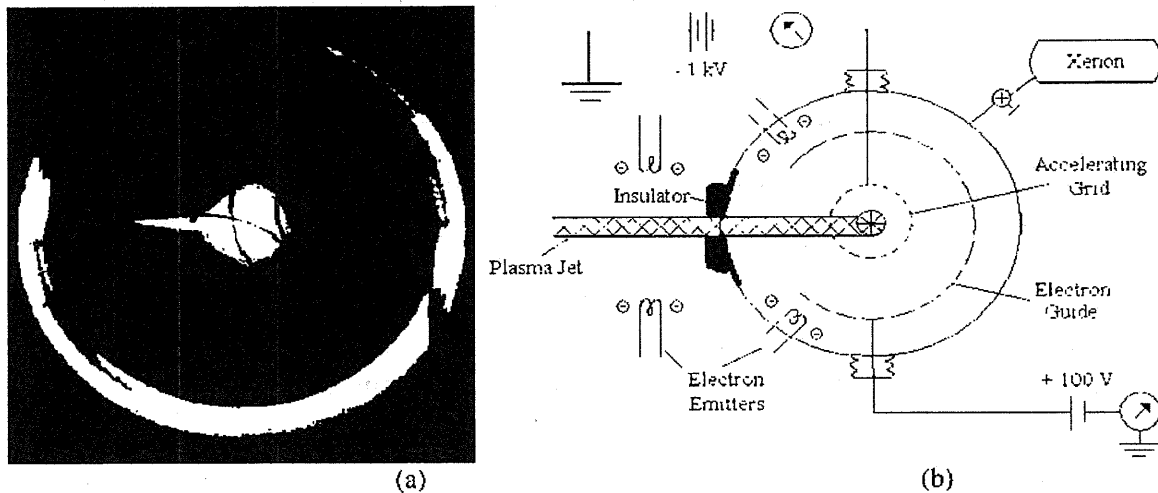 - 1 kV
Xenon
Accelerating
Grid
Insulator
Plasma Jet
Electron
Guide
Electron
Emitters
+ 100 V
(a)
(b)